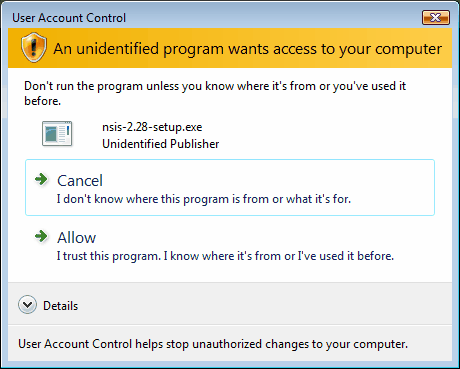 User Account Control
An unidentified program wants access to your computer
Don't run the program unless you know where it's from or you've used it
before.
nsis-2.28-setup.exe
Unidentified Publisher
Cancel
I don't know where this program is from or what it's for.
Allow
I trust this program. I know where it's from or I've used it before.
Details
User Account Control helps stop unauthorized changes to your computer.